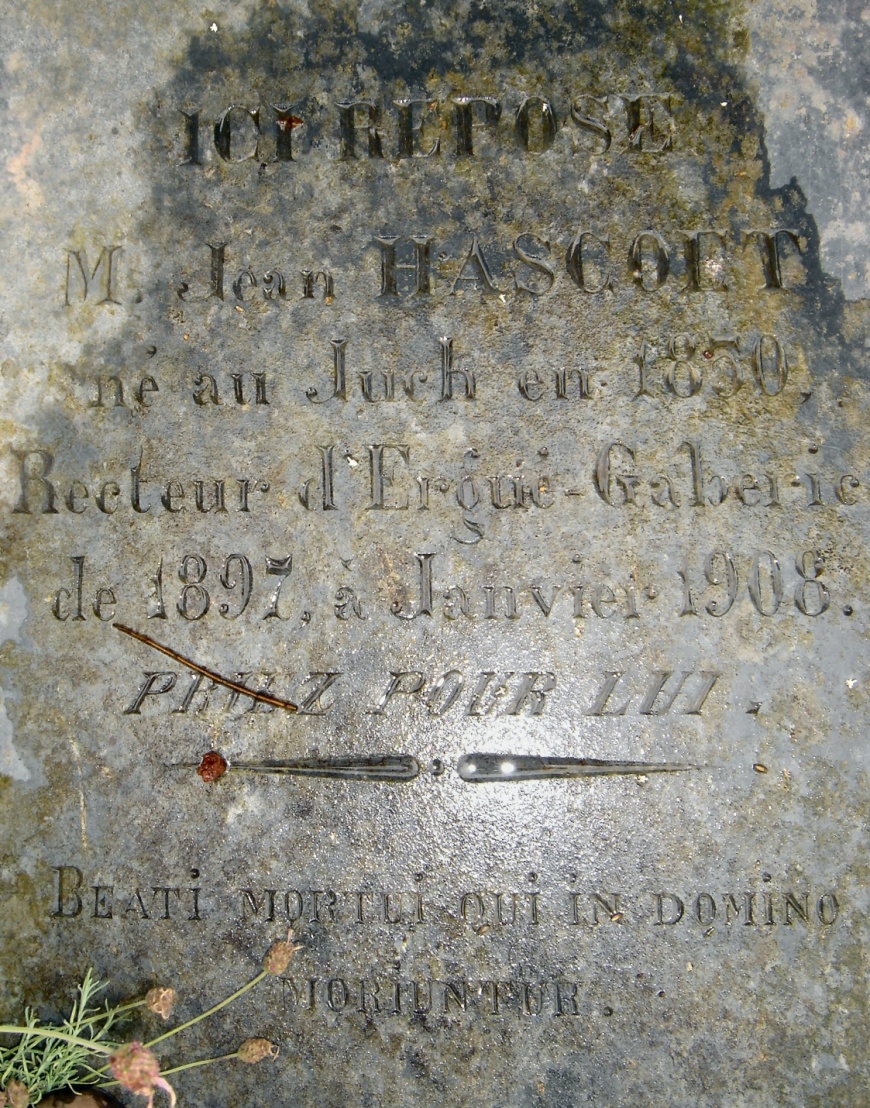 ICI REPOSE
M. Jean HASCOET
né au Juch en 1850,
Recteur d'Ergué-Gaberic
de 1897, à Janvier 1908.
PRIEZ POUR LUI.
BEATI MORTUI QUI IN DOMINO
MORIUNTUR.